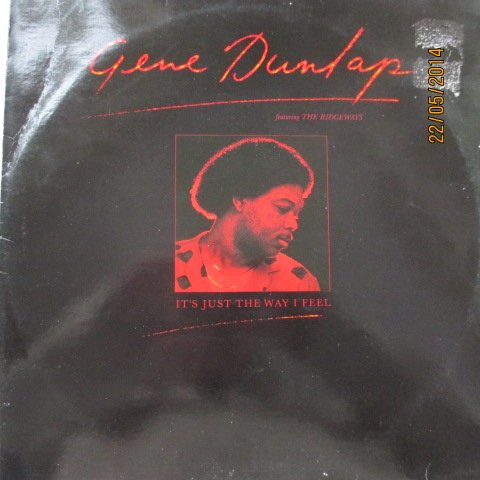 Gene Dunlap
featuring THE RIDGEWAYS
IT'S JUST THE WAY I FEEL
22/05/2014